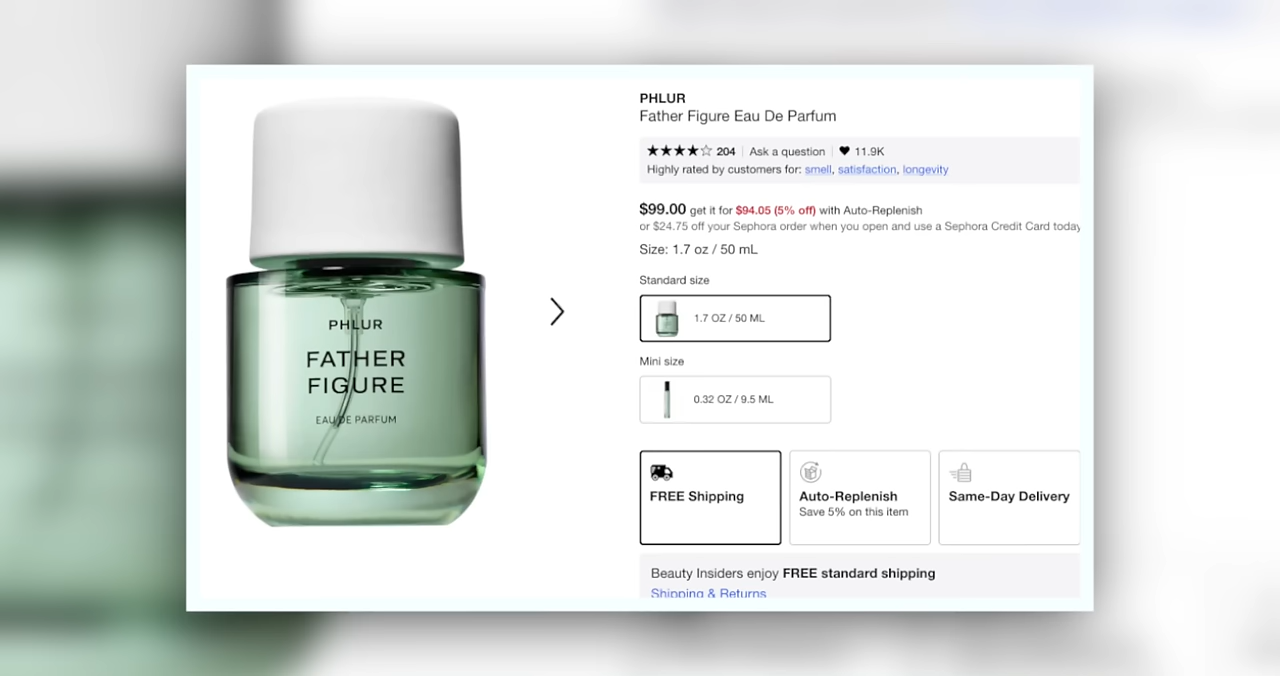 PHLUR
FATHER
FIGURE
EAU DE PARFUM
PHLUR
Father Figure Eau De Parfum
204 Ask a question 11.9K
Highly rated by customers for: smell, satisfaction, longevity
$99.00 get it for $94.05 (5% off) with Auto-Replenish
or $24.75 off your Sephora order when you open and use a Sephora Credit Card today
Size: 1.7 oz / 50 mL
Standard size
1.7 OZ / 50 ML
Mini size
0.32 OZ / 9.5 ML
FREE Shipping
Auto-Replenish
Save 5% on this item
Same-Day Delivery
Beauty Insiders enjoy FREE standard shipping
Shipping & Returns